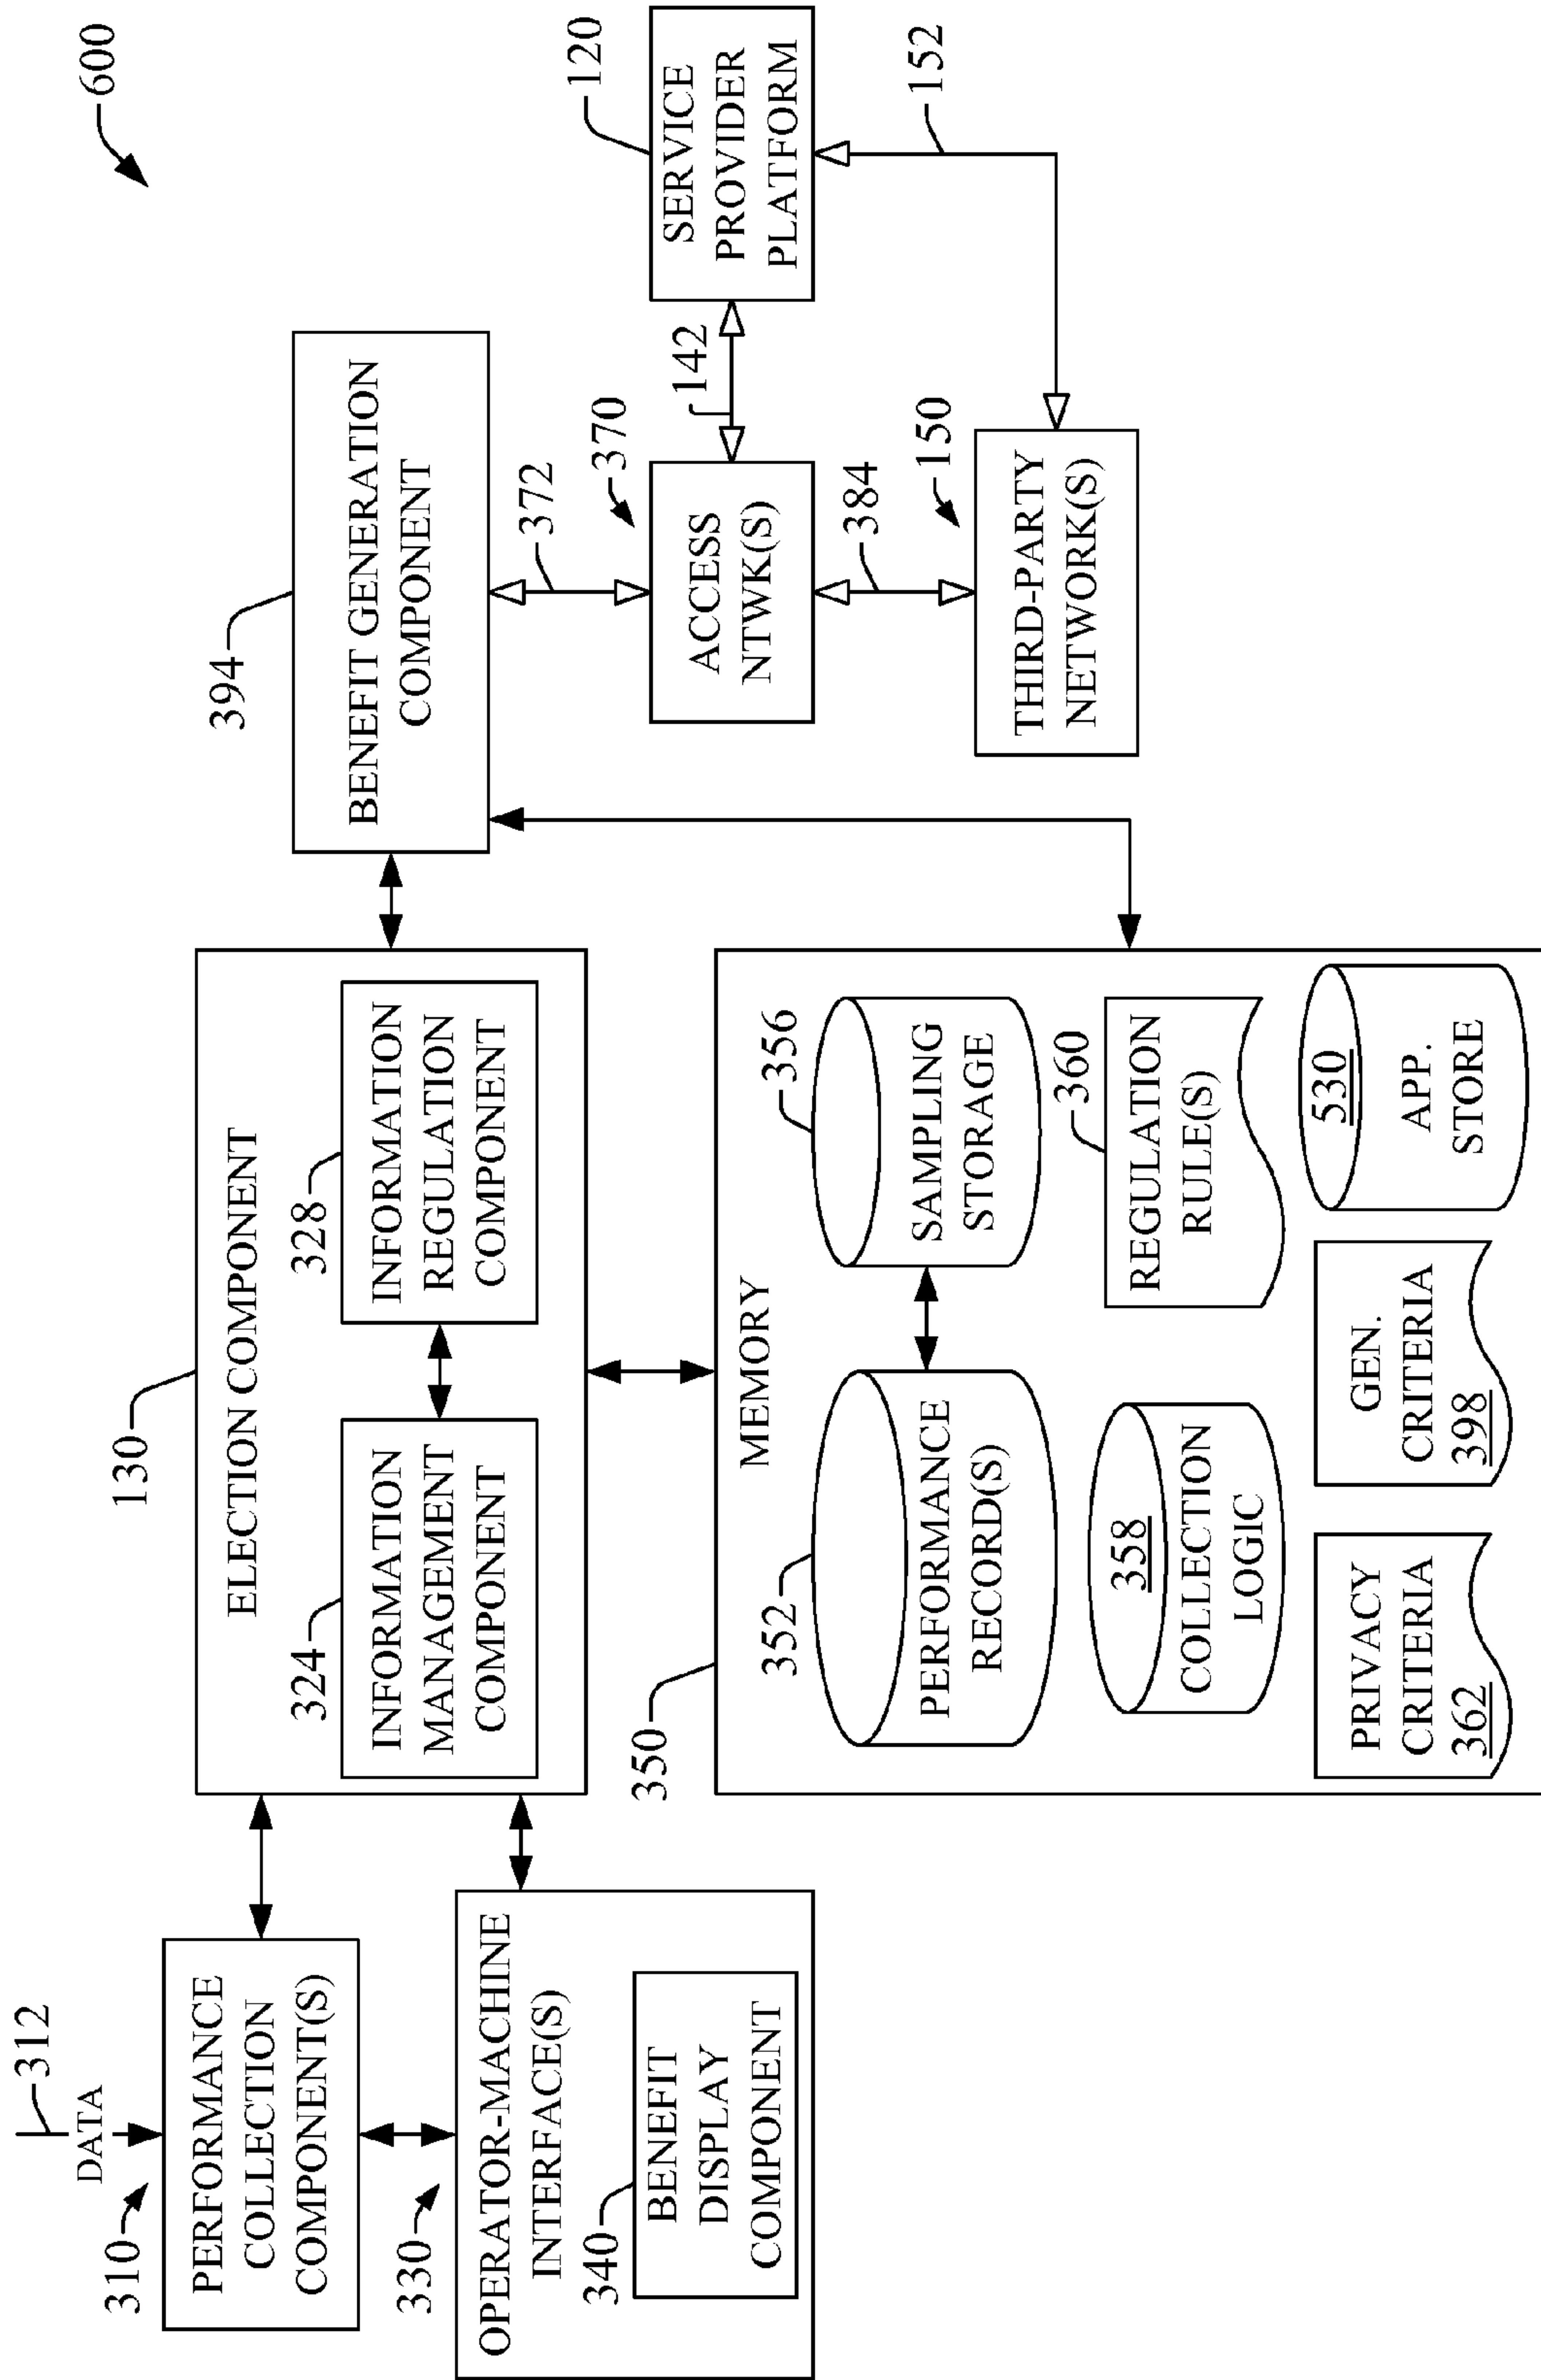 600
312
DATA
310
PERFORMANCE
COLLECTION
COMPONENT(S)
330
OPERATOR-MACHINE
INTERFACE(S)
340
BENEFIT
DISPLAY
COMPONENT
130
ELECTION COMPONENT
324
INFORMATION
MANAGEMENT
COMPONENT
328
INFORMATION
REGULATION
COMPONENT
394
BENEFIT GENERATION
COMPONENT
372
370
ACCESS
NTWK(S)
142
120
SERVICE
PROVIDER
PLATFORM
152
384
150
THIRD-PARTY
NETWORK(S)
350
MEMORY
352
PERFORMANCE
RECORD(S)
356
SAMPLING
STORAGE
358
COLLECTION
LOGIC
360
REGULATION
RULE(S)
PRIVACY
CRITERIA
362
GEN.
CRITERIA
398
530
APP.
STORE